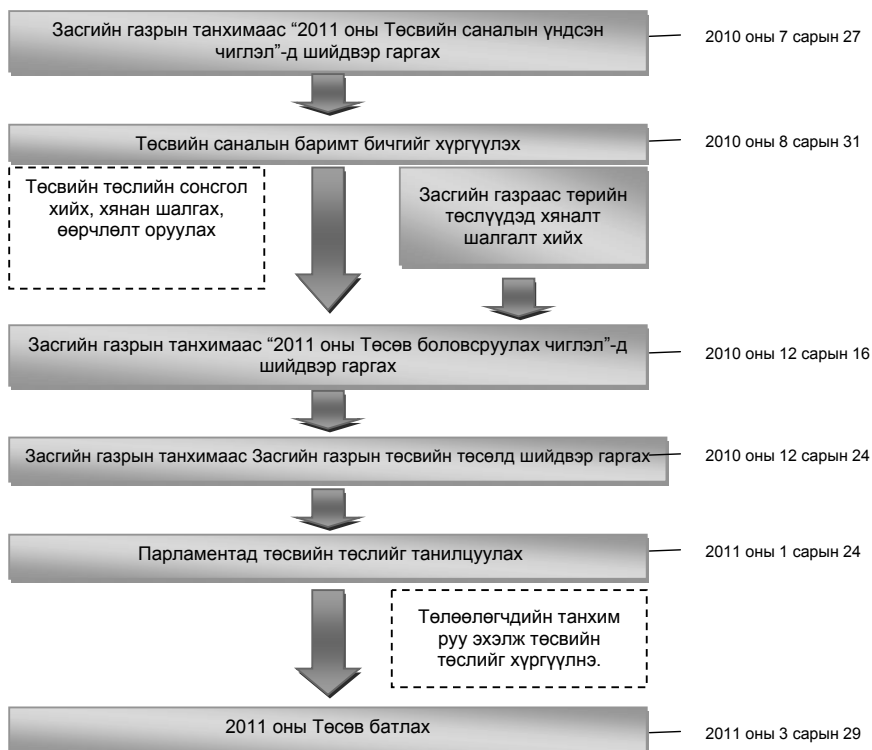 Засгийн газрын танхимаас “2011 оны Төсвийн саналын үндсэн
чиглэл”-д шийдвэр гаргах
2010 оны 7 сарын 27
Төсвийн саналын баримт бичгийг хүргүүлэх
2010 оны 8 сарын 31
Төсвийн төслийн сонсгол
хийх, хянан шалгах,
өөрчлөлт оруулах
Засгийн газраас төрийн
төслүүдэд хяналт
шалгалт хийх
Засгийн газрын танхимаас “2011 оны Төсөв боловсруулах чиглэл”-д
шийдвэр гаргах
2010 оны 12 сарын 16
Засгийн газрын танхимаас Засгийн газрын төсвийн төсөлд шийдвэр гаргах
2010 оны 12 сарын 24
Парламентад төсвийн төслийг танилцуулах
2011 оны 1 сарын 24
Төлөөлөгчдийн танхим
руу эхэлж төсвийн
төслийг хүргүүлнэ.
2011 оны Төсөв батлах
2011 оны 3 сарын 29